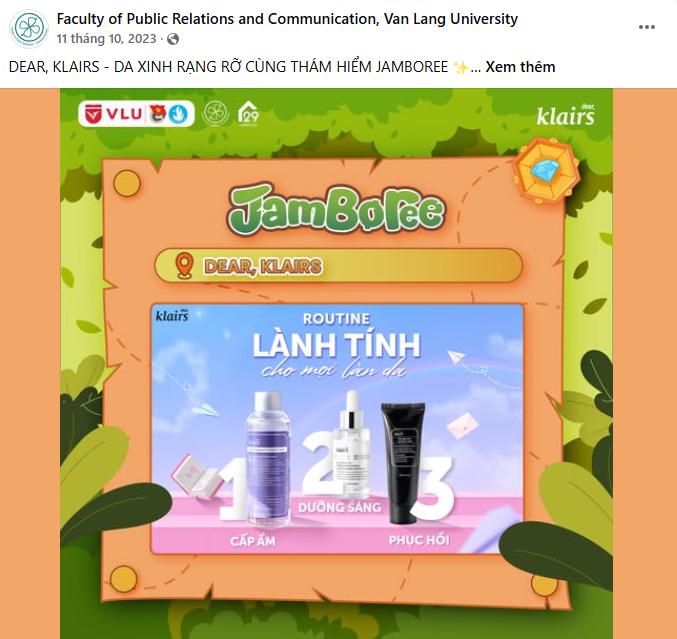 Faculty of Public Relations and Communication, Van Lang University
11 tháng 10, 2023 ·
DEAR, KLAIRS - DA XINH RẠNG RỠ CÙNG THÁM HIỂM JAMBOREE ✨... Xem thêm
VLU
29
dear,
klairs
JamBoree
DEAR, KLAIRS
klairs
ROUTINE
LÀNH TÍNH
cho mọi làn da
1
2
3
klairs
klairs
DƯỠNG SÁNG
CẤP ẨM
PHỤC HỒI